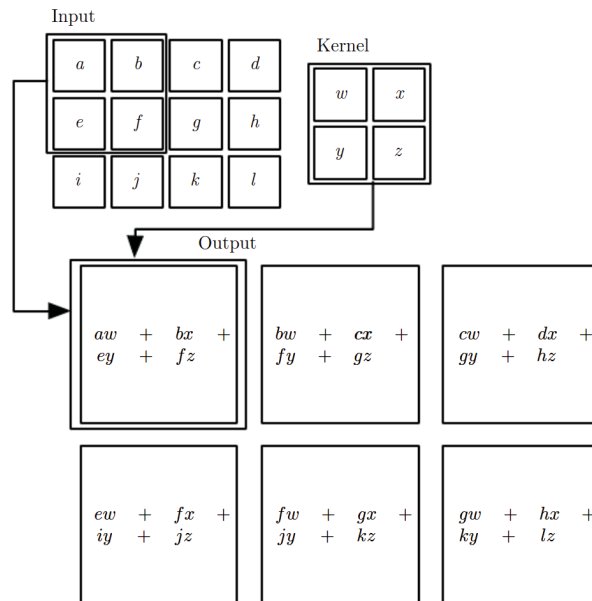 Input
a b c d
e f g h
i j k l
Kernel
w x
y z
Output
aw + bx +
ey + fz
bw + cx +
fy + gz
cw + dx +
gy + hz
ew + fx +
iy + jz
fw + gx +
jy + kz
gw + hx +
ky + lz